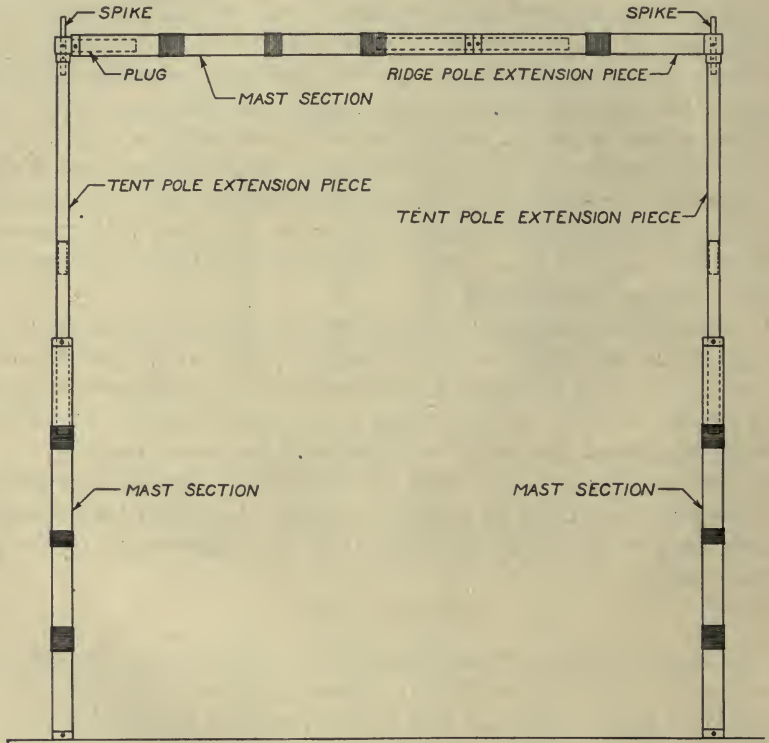 SPIKE
SPIKE
PLUG
RIDGE POLE EXTENSION PIECE
MAST SECTION
TENT POLE EXTENSION PIECE
TENT POLE EXTENSION PIECE
MAST SECTION
MAST SECTION